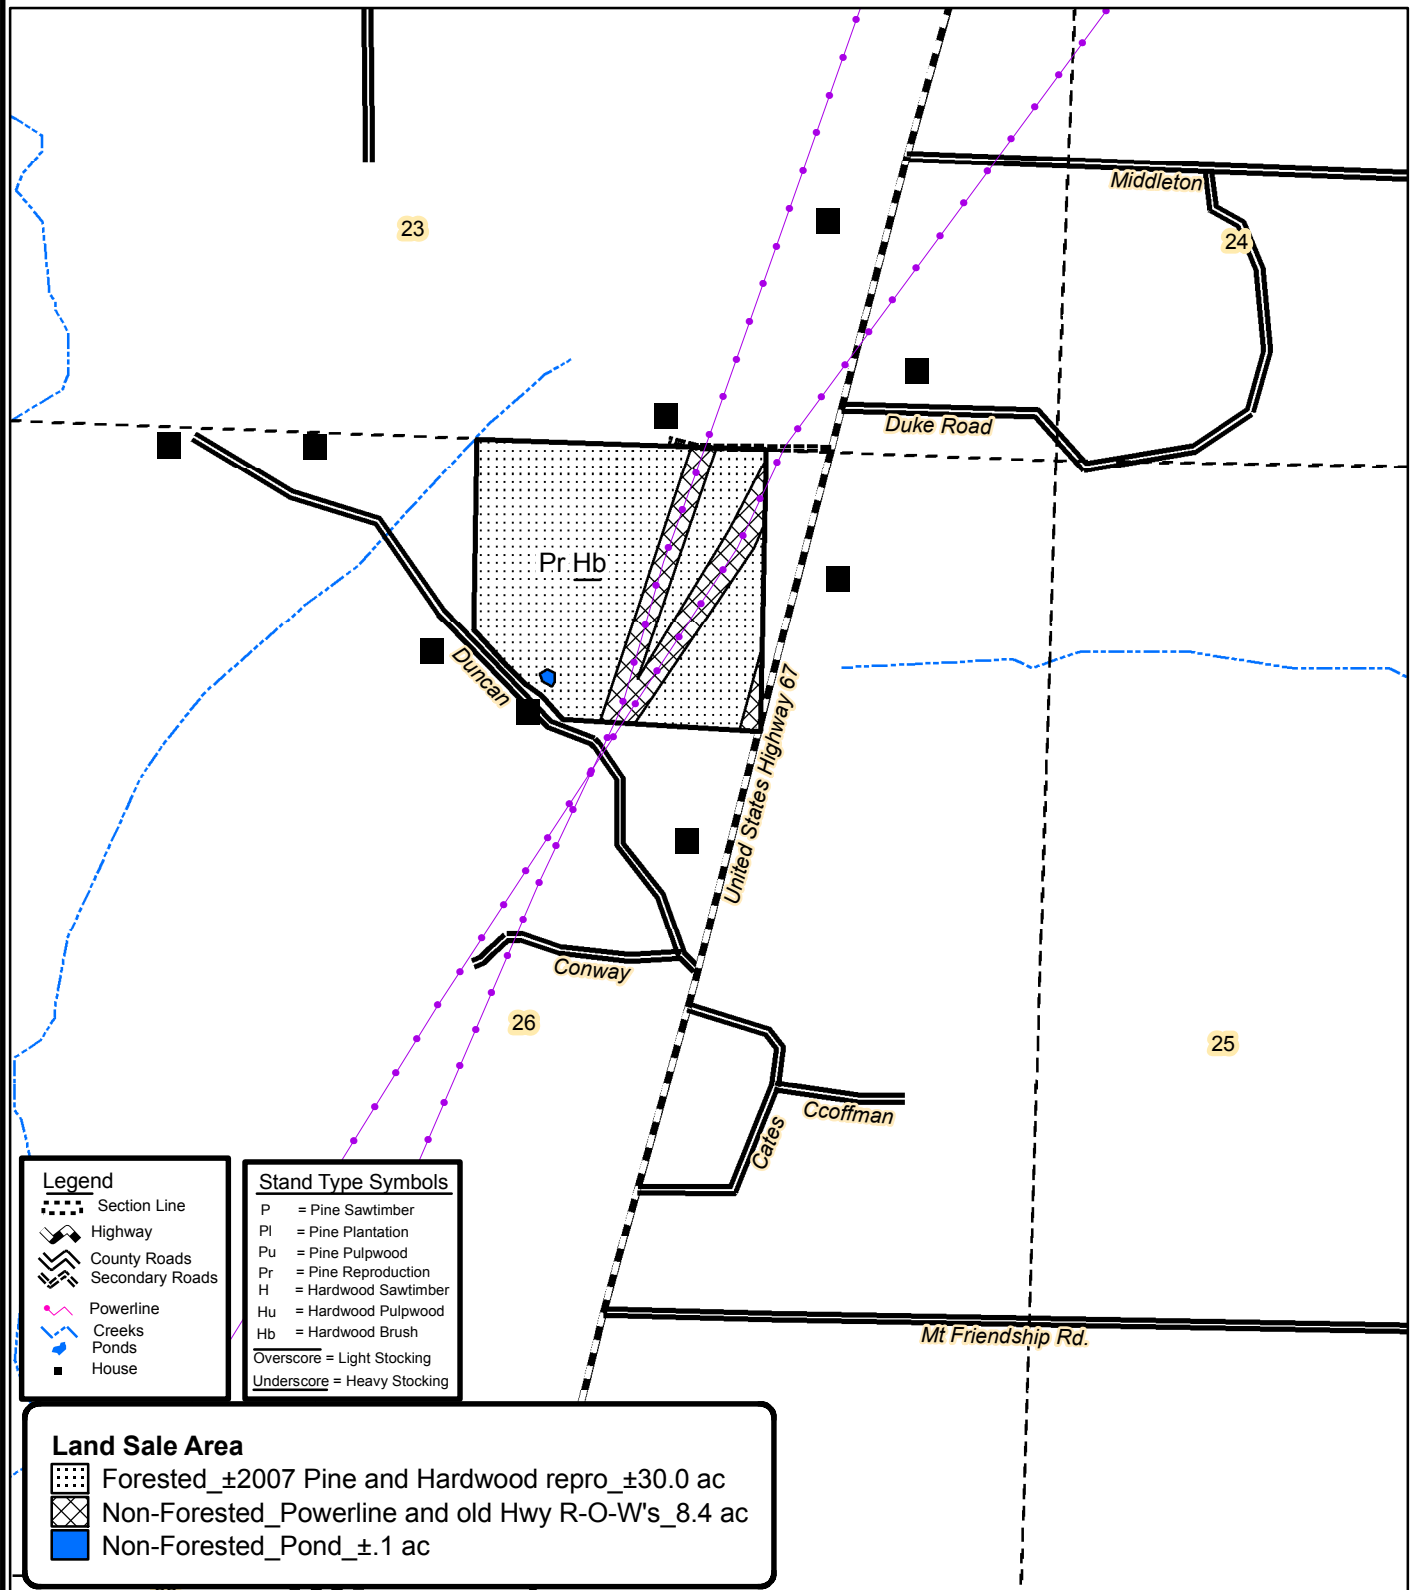 Middleton
23
24
Duke Road
Pr Hb
Duncan
United States Highway 67
Conway
26
25
Ccoffman
Cates
Mt Friendship Rd.
Legend
Section Line
Highway
County Roads
Secondary Roads
Powerline
Creeks
Ponds
House
Stand Type Symbols
P = Pine Sawtimber
Pl = Pine Plantation
Pu = Pine Pulpwood
Pr = Pine Reproduction
H = Hardwood Sawtimber
Hu = Hardwood Pulpwood
Hb = Hardwood Brush
Overscore = Light Stocking
Underscore = Heavy Stocking
Land Sale Area
Forested_±2007 Pine and Hardwood repro_±30.0 ac
Non-Forested_Powerline and old Hwy R-O-W's_8.4 ac
Non-Forested_Pond_±.1 ac